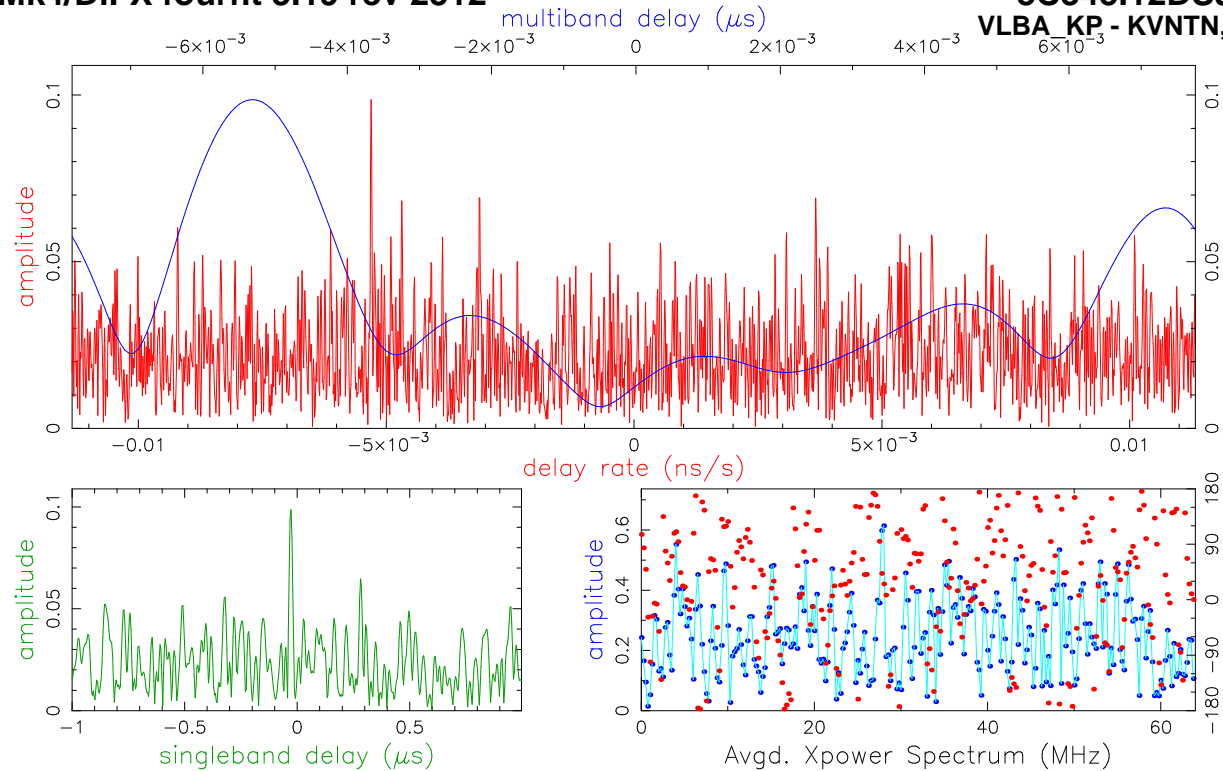 multiband delay (μs)
VLBA_KP - KVNTN,
−6×10⁻³ −4×10⁻³ −2×10⁻³ 0 2×10⁻³ 4×10⁻³ 6×10⁻³
amplitude
0 0.05 0.1
0 0.05 0.1
−0.01 −5×10⁻³ 0 5×10⁻³ 0.01
delay rate (ns/s)
amplitude
0 0.05 0.1
−1 −0.5 0 0.5
singleband delay (μs)
amplitude
0 0.2 0.4 0.6
−180 −90 0 90 180
0 20 40 60
Avgd. Xpower Spectrum (MHz)